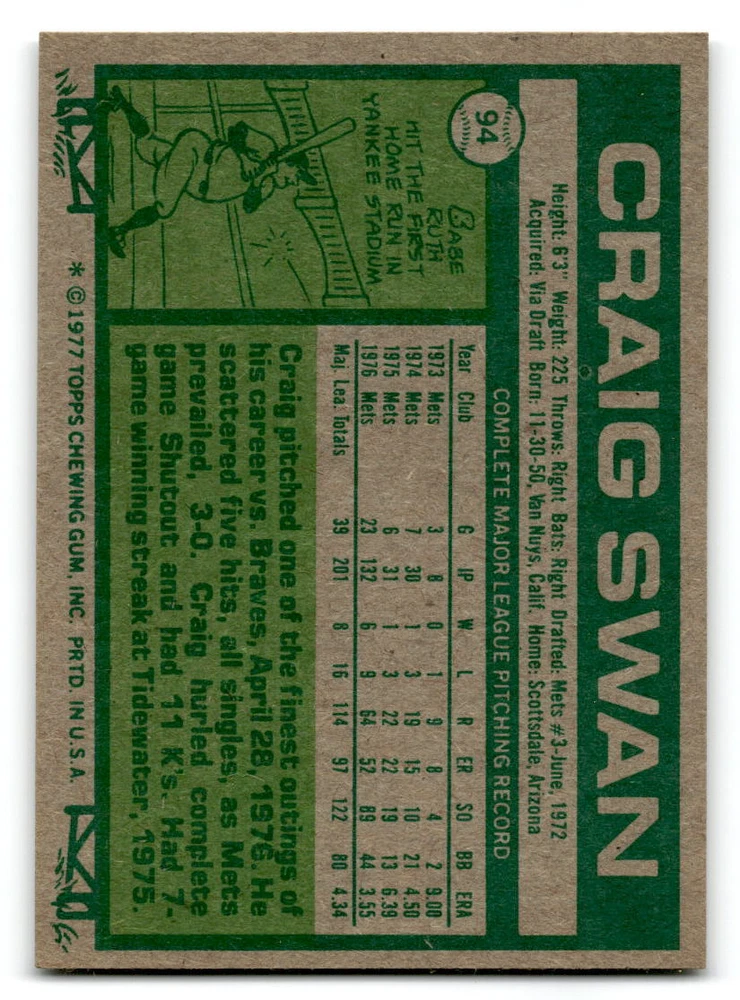 94
CRAIG SWAN
Height: 6'3" Weight: 225 Throws: Right Bats: Right Drafted: Mets #3-June, 1972
Acquired: Via Draft Born: 11-30-50, Van Nuys, Calif. Home: Scottsdale, Arizona
COMPLETE MAJOR LEAGUE PITCHING RECORD
Year Club G IP W L R ER SO BB ERA
1973 Mets 3 8 0 1 9 8 4 2 9.00
1974 Mets 7 30 1 3 19 15 10 21 4.50
1975 Mets 6 31 1 3 22 22 19 13 6.39
1976 Mets 23 132 6 9 64 52 89 44 3.55
Maj. Lea. Totals 39 201 8 16 114 97 122 80 4.34
BABE
RUTH
HIT THE FIRST
HOME RUN IN
YANKEE STADIUM
Craig pitched one of the finest outings of
his career vs. Braves, April 28 1976. He
scattered five hits, all singles, as Mets
prevailed, 3-0. Craig hurled complete
game Shutout and had 11 K's. Had 7-
game winning streak at Tidewater, 1975.
* © 1977 TOPPS CHEWING GUM, INC. PRTD. IN U.S.A.